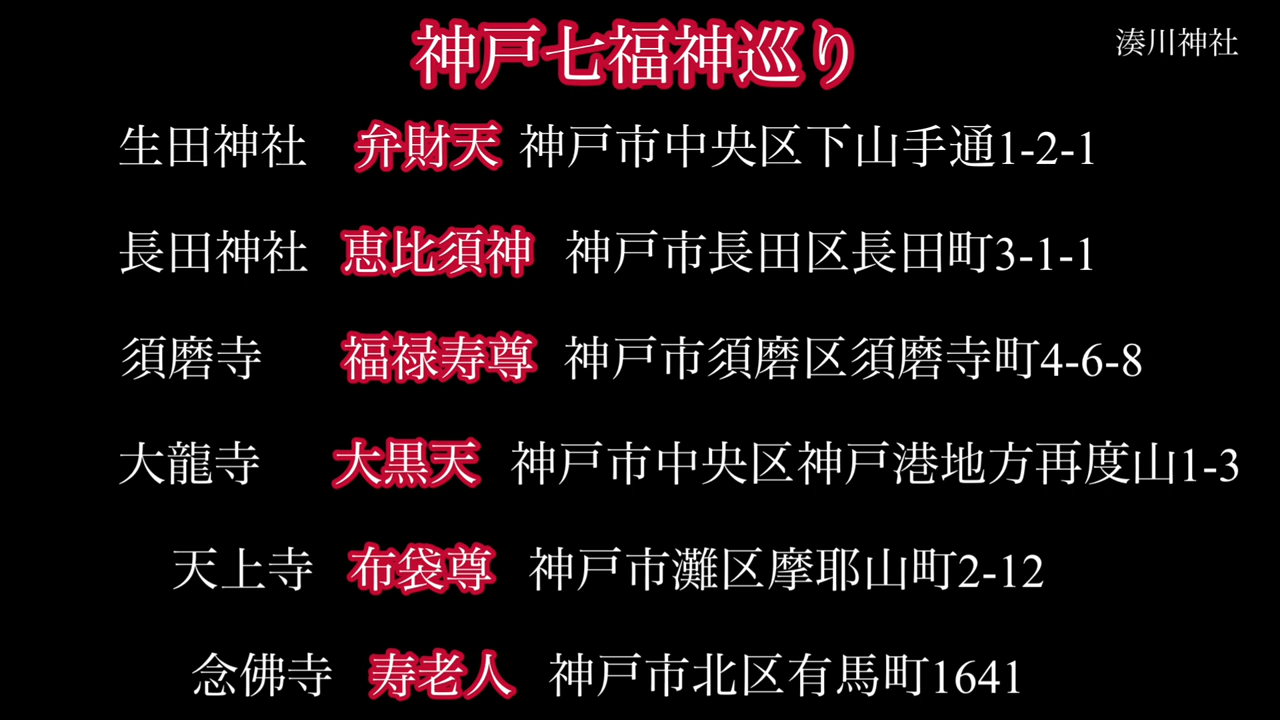 神戸七福神巡り
湊川神社
生田神社 弁財天 神戸市中央区下山手通1-2-1
長田神社 恵比須神 神戸市長田区長田町3-1-1
須磨寺 福禄寿尊 神戸市須磨区須磨寺町4-6-8
大龍寺 大黒天 神戸市中央区神戸港地方再度山1-3
天上寺 布袋尊 神戸市灘区摩耶山町2-12
念佛寺 寿老人 神戸市北区有馬町1641